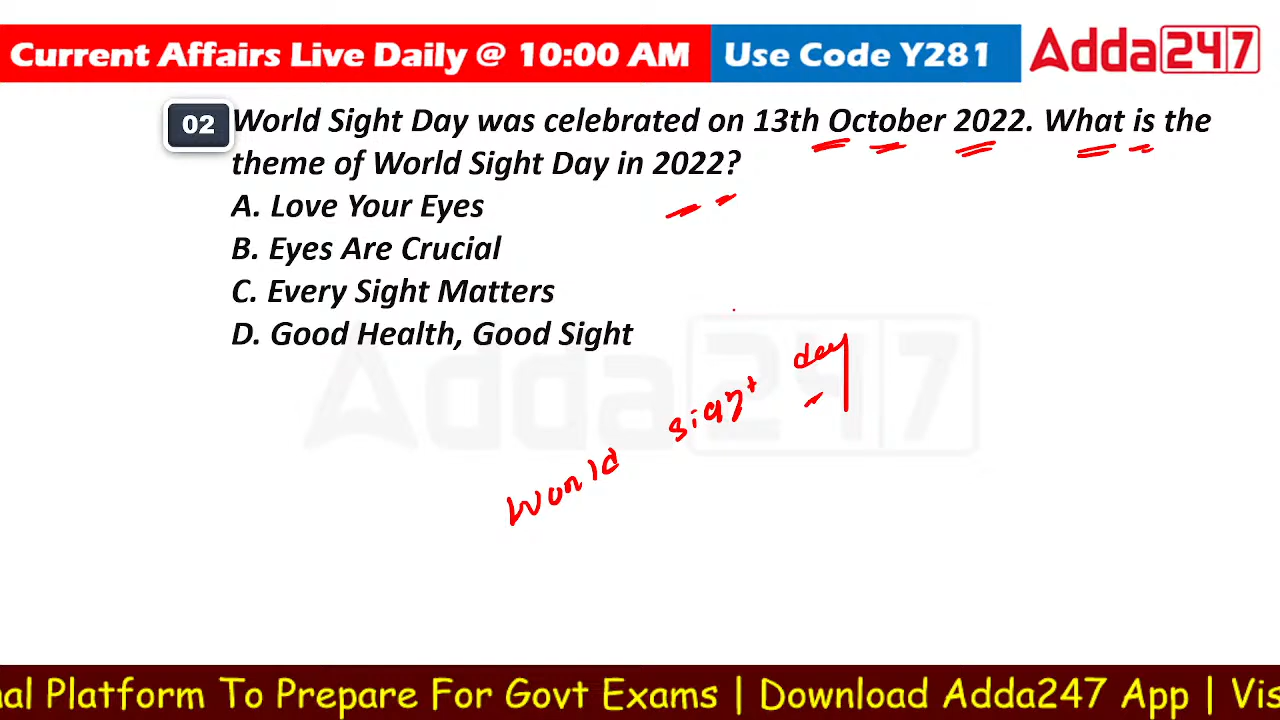 Current Affairs Live Daily @ 10:00 AM Use Code Y281 Adda247
02 World Sight Day was celebrated on 13th October 2022. What is the
theme of World Sight Day in 2022?
A. Love Your Eyes
B. Eyes Are Crucial
C. Every Sight Matters
D. Good Health, Good Sight
Adda247
World Sight day
nal Platform To Prepare For Govt Exams | Download Adda247 App | Vis